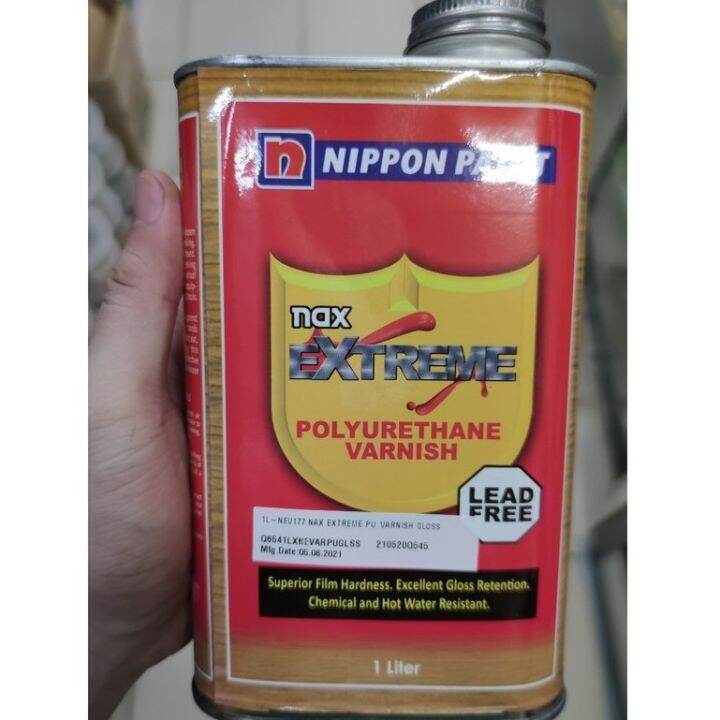 n NIPPON PAINT
nax
EXTREME
POLYURETHANE
VARNISH
LEAD
FREE
1L-NEV177 NAX EXTREME PU VARNISH GLOSS
Q6541LXNEVARPUGLSS 210520Q545
Mfg.Date:05.06.2021
Superior Film Hardness. Excellent Gloss Retention.
Chemical and Hot Water Resistant.
1 Liter